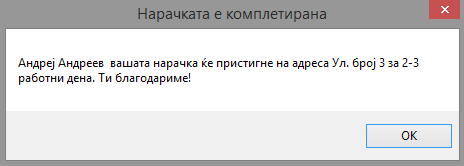 Нарачката е комплетирана
Андреј Андреев  вашата нарачка ќе пристигне на адреса Ул. број 3 за 2-3
работни дена. Ти благодариме!
OK